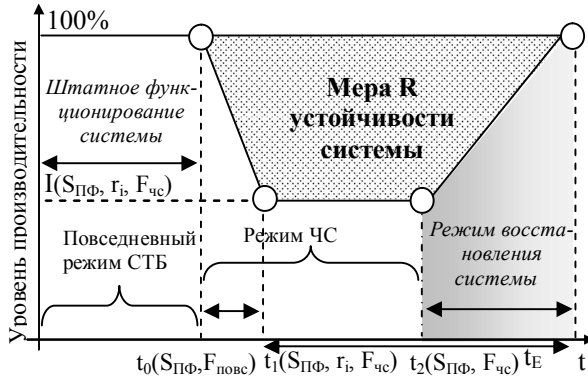 100%
Уровень производительности
Штатное функ-
ционирование
системы
Мера R
устойчивости
системы
I(SПФ, ri, Fчс)
Повседневный
режим СТБ
Режим ЧС
Режим восста-
новления
системы
t0(SПФ,Fповс)
t1(SПФ, ri, Fчс)
t2(SПФ, Fчс)
tE
t